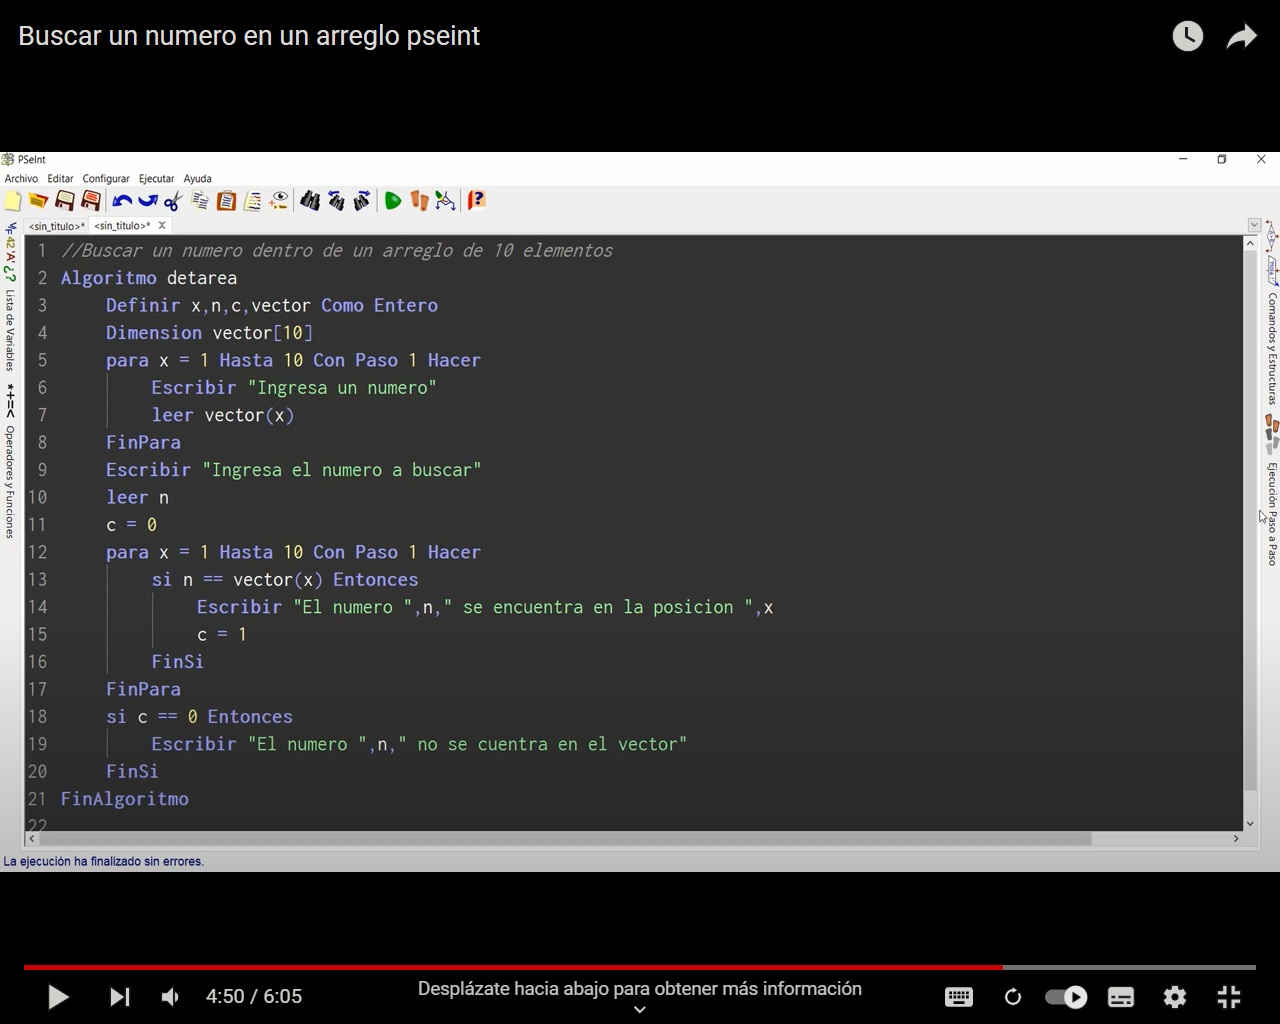 Buscar un numero en un arreglo pseint
PSeInt
Archivo Editar Configurar Ejecutar Ayuda
<sin_titulo>* <sin_titulo>*
1 //Buscar un numero dentro de un arreglo de 10 elementos
2 Algoritmo detarea
3 Definir x,n,c,vector Como Entero
4 Dimension vector[10]
5 para x = 1 Hasta 10 Con Paso 1 Hacer
6 Escribir "Ingresa un numero"
7 leer vector(x)
8 FinPara
9 Escribir "Ingresa el numero a buscar"
10 leer n
11 c = 0
12 para x = 1 Hasta 10 Con Paso 1 Hacer
13 si n == vector(x) Entonces
14 Escribir "El numero ",n," se encuentra en la posicion ",x
15 c = 1
16 FinSi
17 FinPara
18 si c == 0 Entonces
19 Escribir "El numero ",n," no se cuentra en el vector"
20 FinSi
21 FinAlgoritmo
22
Lista de Variables
*+=< Operadores y Funciones
Comandos y Estructuras
Ejecución Paso a Paso
La ejecución ha finalizado sin errores.
Desplázate hacia abajo para obtener más información
4:50 / 6:05